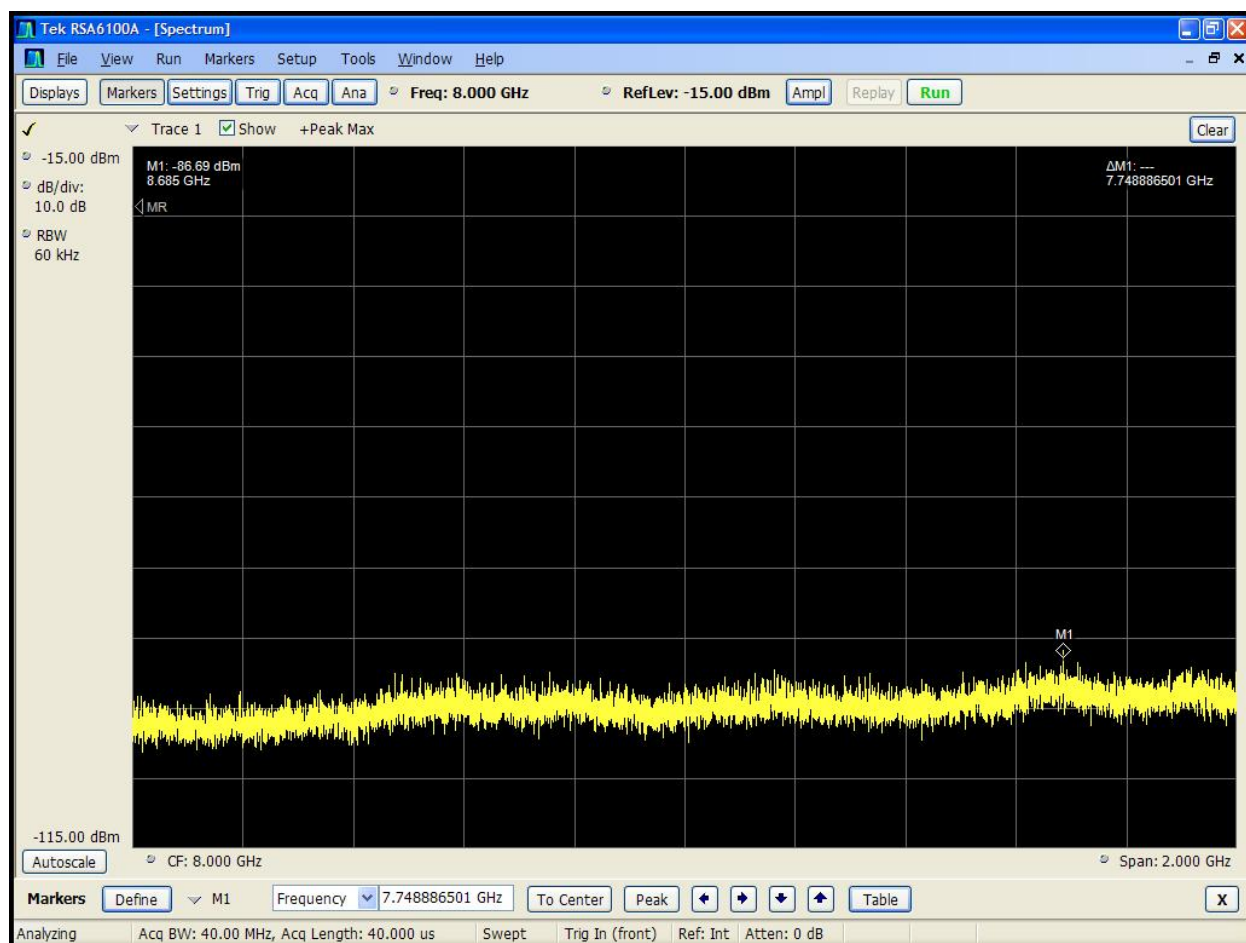 Tek RSA6100A - [Spectrum]
File View Run Markers Setup Tools Window Help
Displays Markers Settings Trig Acq Ana Freq: 8.000 GHz RefLev: -15.00 dBm Ampl Replay Run
Trace 1 Show +Peak Max Clear
-15.00 dBm
dB/div:
10.0 dB
RBW
60 kHz
M1: -86.69 dBm
8.685 GHz
MR
ΔM1: ---
7.748886501 GHz
M1
-115.00 dBm
Autoscale CF: 8.000 GHz Span: 2.000 GHz
Markers Define M1 Frequency 7.748886501 GHz To Center Peak Table X
Analyzing Acq BW: 40.00 MHz, Acq Length: 40.000 us Swept Trig In (front) Ref: Int Atten: 0 dB